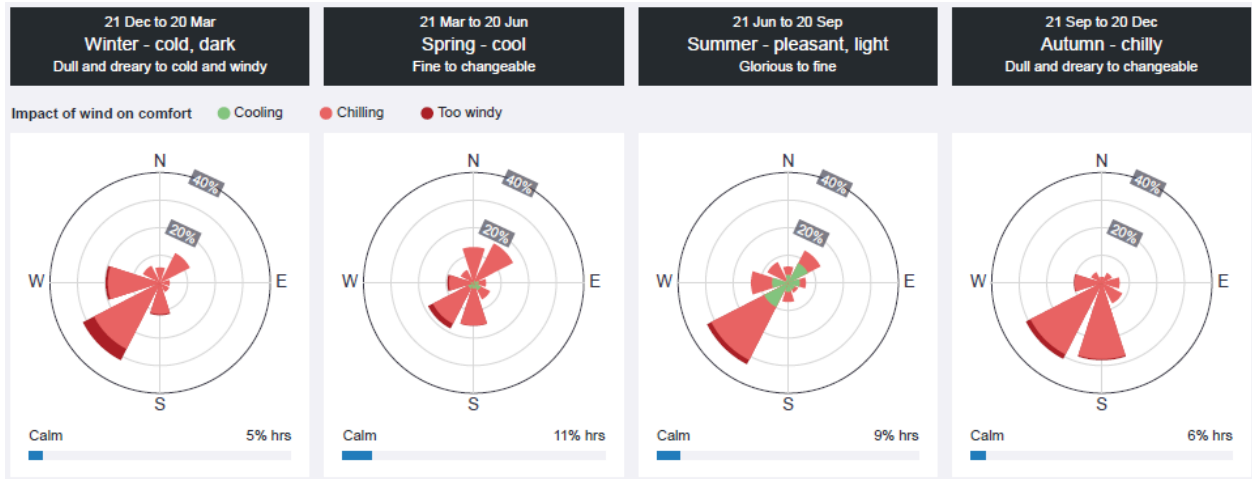 21 Dec to 20 Mar
Winter - cold, dark
Dull and dreary to cold and windy
21 Mar to 20 Jun
Spring - cool
Fine to changeable
21 Jun to 20 Sep
Summer - pleasant, light
Glorious to fine
21 Sep to 20 Dec
Autumn - chilly
Dull and dreary to changeable
Impact of wind on comfort Cooling Chilling Too windy
N
40%
20%
W E
S
Calm 5% hrs
N
40%
20%
W E
S
Calm 11% hrs
N
40%
20%
W E
S
Calm 9% hrs
N
40%
20%
W E
S
Calm 6% hrs